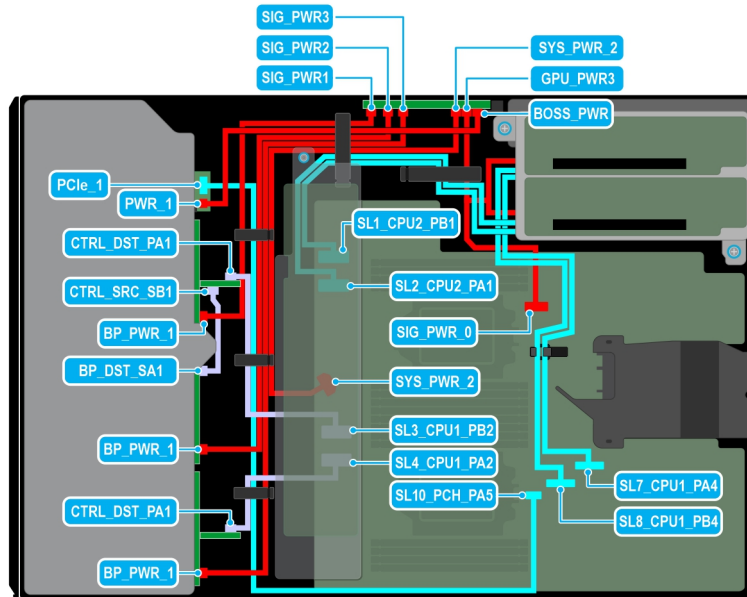 SIG_PWR3
SIG_PWR2
SYS_PWR_2
SIG_PWR1
GPU_PWR3
BOSS_PWR
PCIe_1
PWR_1
SL1_CPU2_PB1
CTRL_DST_PA1
SL2_CPU2_PA1
CTRL_SRC_SB1
BP_PWR_1
SIG_PWR_0
BP_DST_SA1
SYS_PWR_2
SL3_CPU1_PB2
BP_PWR_1
SL4_CPU1_PA2
SL7_CPU1_PA4
SL10_PCH_PA5
CTRL_DST_PA1
SL8_CPU1_PB4
BP_PWR_1